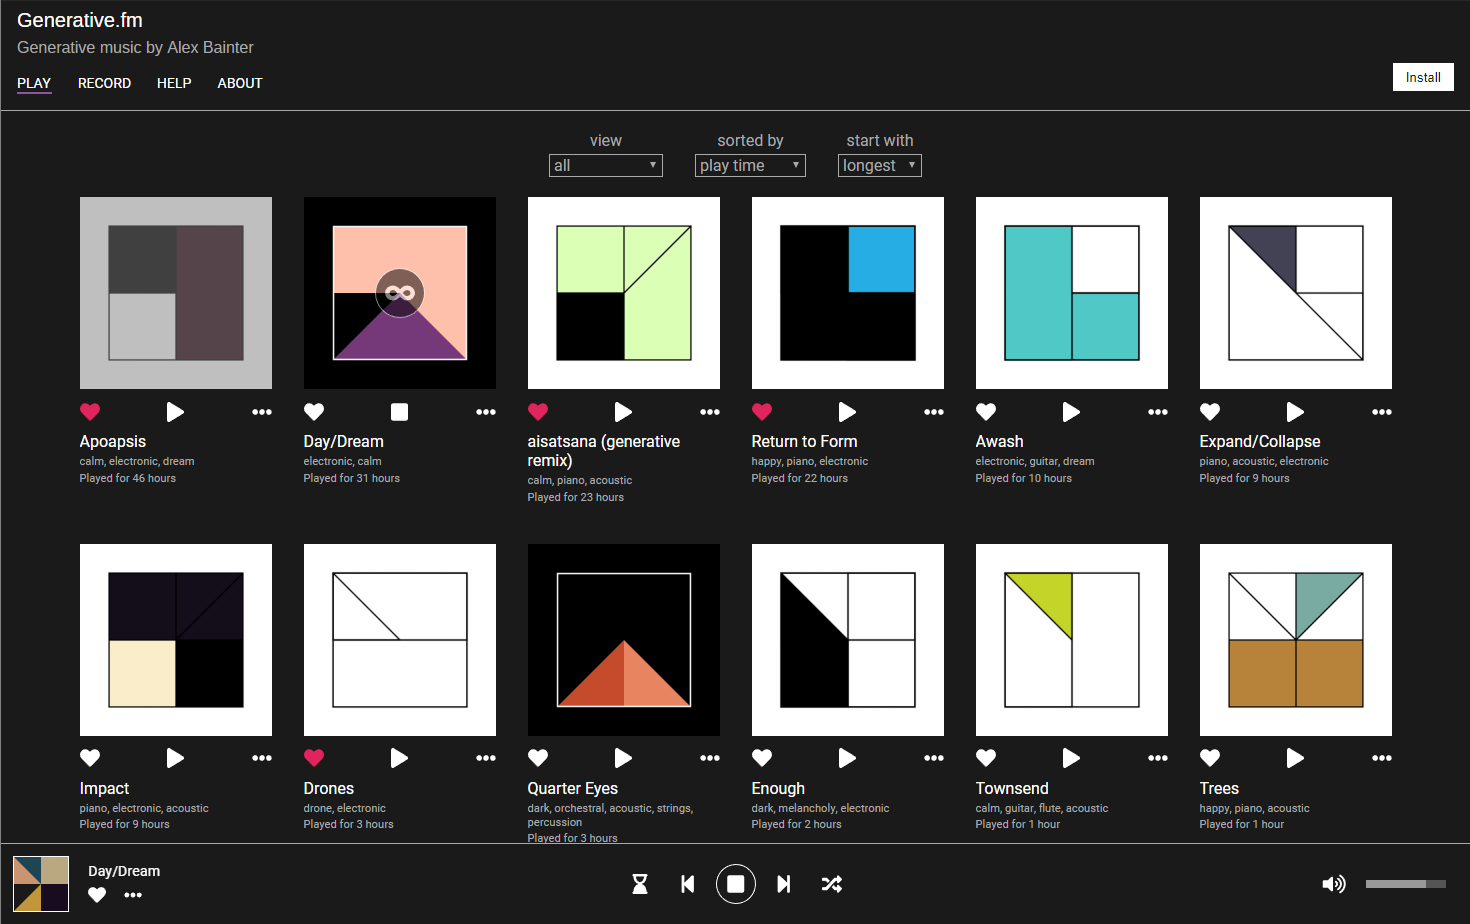 Generative.fm
Generative music by Alex Bainter
PLAY RECORD HELP ABOUT
Install
view sorted by start with
all play time longest
Apoapsis
calm, electronic, dream
Played for 46 hours
Day/Dream
electronic, calm
Played for 31 hours
aisatsana (generative
remix)
calm, piano, acoustic
Played for 23 hours
Return to Form
happy, piano, electronic
Played for 22 hours
Awash
electronic, guitar, dream
Played for 10 hours
Expand/Collapse
piano, acoustic, electronic
Played for 9 hours
Impact
piano, electronic, acoustic
Played for 9 hours
Drones
drone, electronic
Played for 3 hours
Quarter Eyes
dark, orchestral, acoustic, strings,
percussion
Played for 3 hours
Enough
dark, melancholy, electronic
Played for 2 hours
Townsend
calm, guitar, flute, acoustic
Played for 1 hour
Trees
happy, piano, acoustic
Played for 1 hour
Day/Dream